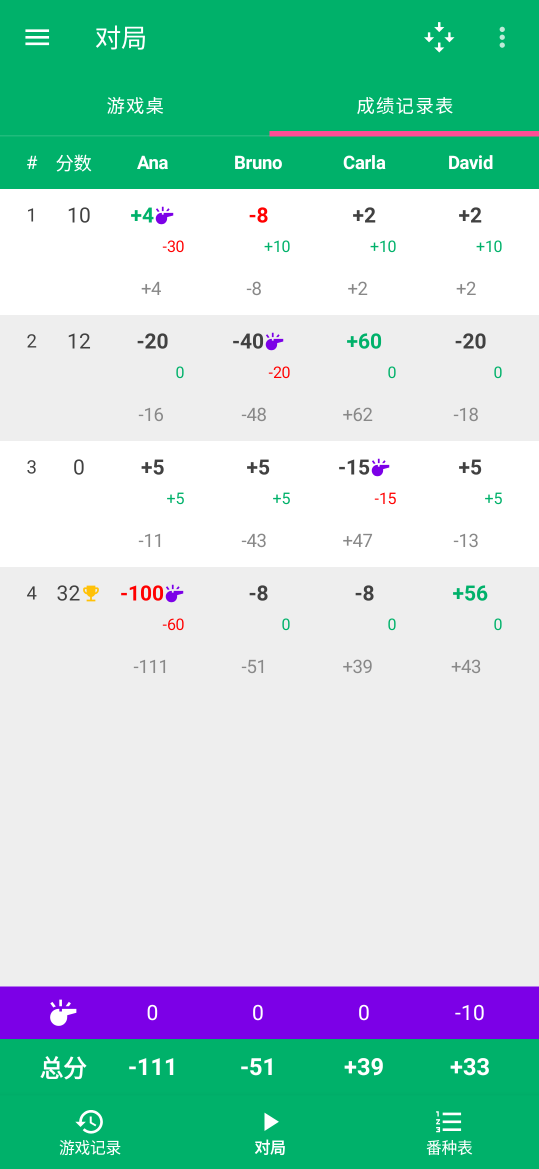 对局
游戏桌 成绩记录表
# 分数 Ana Bruno Carla David
1 10 +4 -8 +2 +2
-30 +10 +10 +10
+4 -8 +2 +2
2 12 -20 -40 +60 -20
0 -20 0 0
-16 -48 +62 -18
3 0 +5 +5 -15 +5
+5 +5 -15 +5
-11 -43 +47 -13
4 32 -100 -8 -8 +56
-60 0 0 0
-111 -51 +39 +43
0 0 0 -10
总分 -111 -51 +39 +33
游戏记录 对局 番种表